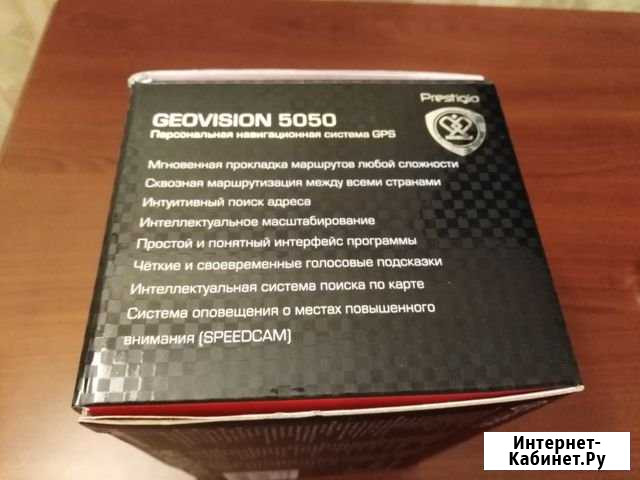 Prestigio
GEOVISION 5050
Персональная навигационная система GPS
Мгновенная прокладка маршрутов любой сложности
Сквозная маршрутизация между всеми странами
Интуитивный поиск адреса
Интеллектуальное масштабирование
Простой и понятный интерфейс программы
Чёткие и своевременные голосовые подсказки
Интеллектуальная система поиска по карте
Система оповещения о местах повышенного
внимания (SPEEDCAM)
Интернет-
Кабинет.Ру